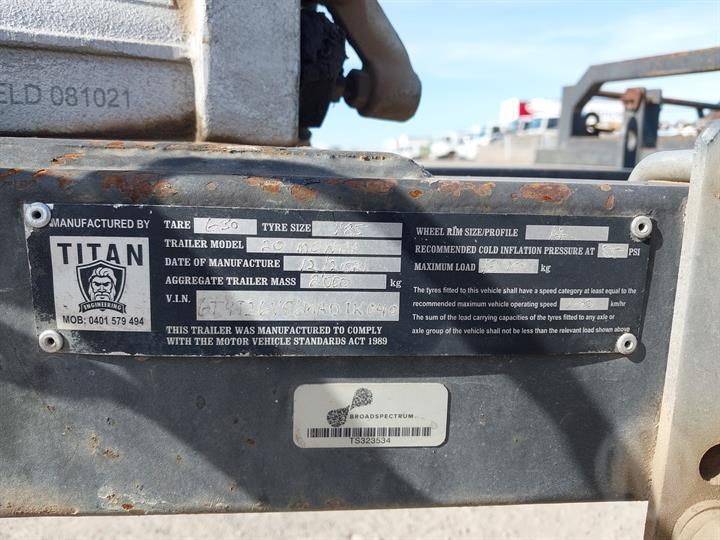 ELD 081021
MANUFACTURED BY
TITAN
ENGINEERING
MOB: 0401 579 494
TARE 630 TYRE SIZE 185
TRAILER MODEL
DATE OF MANUFACTURE
AGGREGATE TRAILER MASS kg
V.I.N.
THIS TRAILER WAS MANUFACTURED TO COMPLY
WITH THE MOTOR VEHICLE STANDARDS ACT 1989
WHEEL RIM SIZE/PROFILE 14
RECOMMENDED COLD INFLATION PRESSURE AT PSI
MAXIMUM LOAD kg
The tyres fitted to this vehicle shall have a speed category at least equal to the
recommended maximum vehicle operating speed km/hr
The sum of the load carrying capacities of the tyres fitted to any axle or
axle group of the vehicle shall not be less than the relevant load shown above
BROADSPECTRUM
TS323534